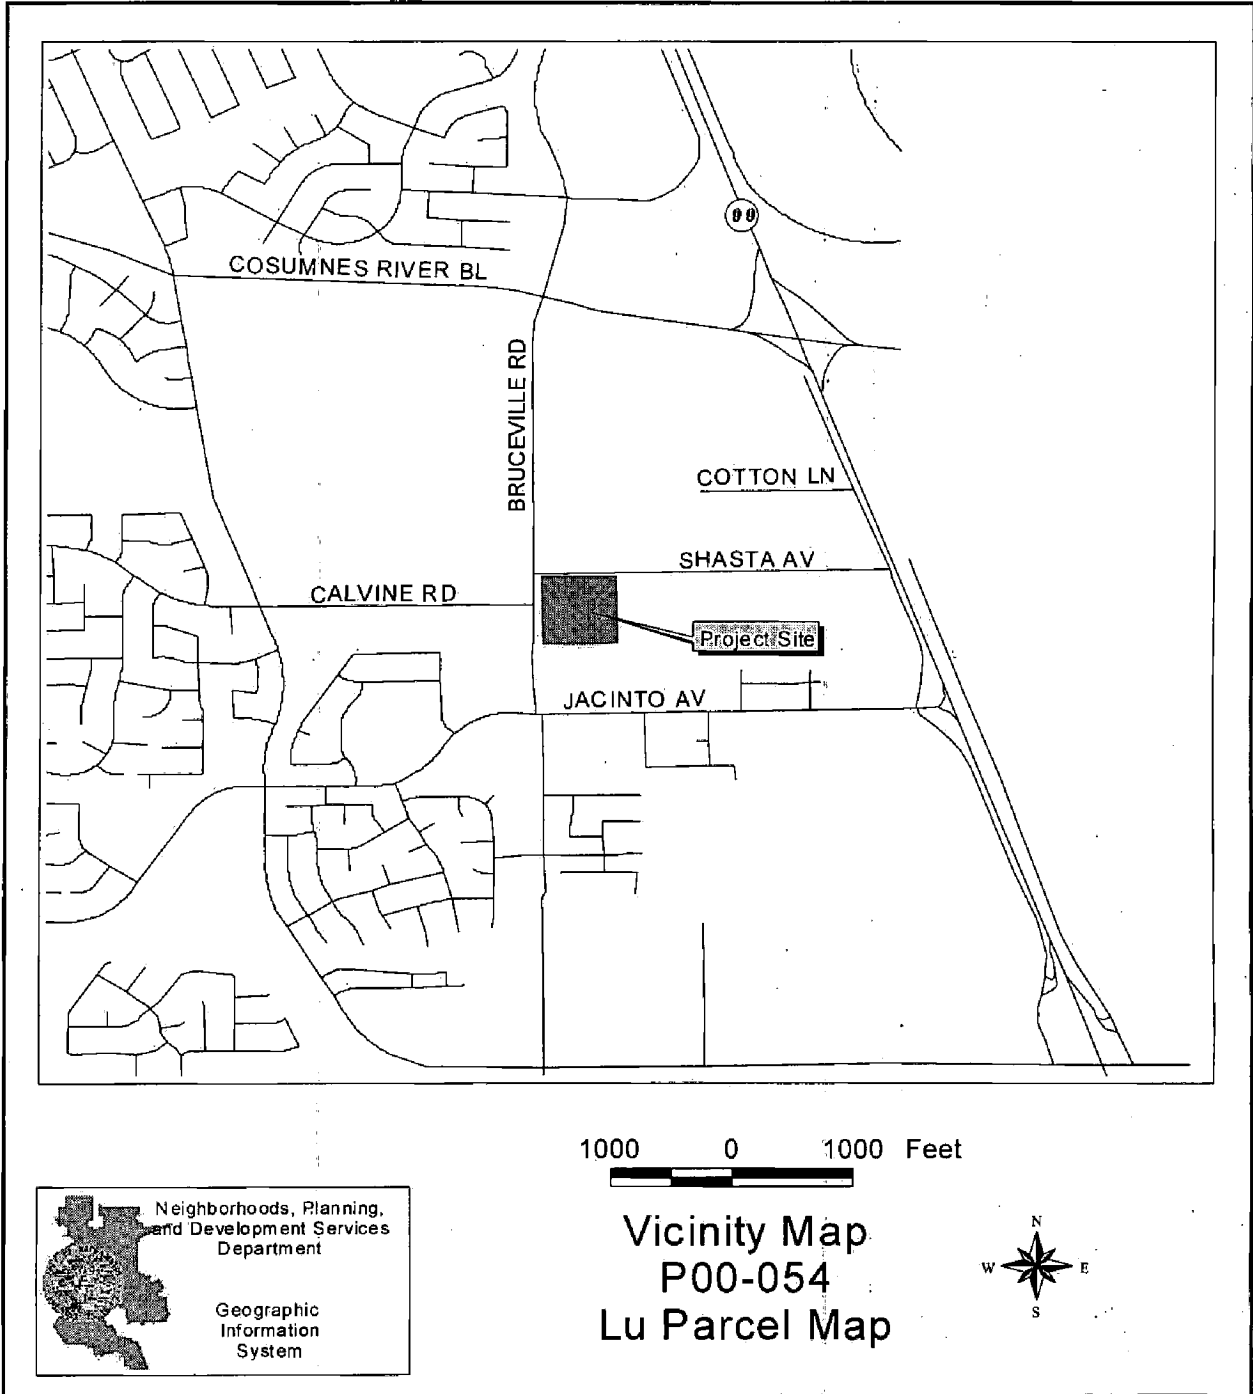 99
COSUMNES RIVER BL
BRUCEVILLE RD
COTTON LN
SHASTA AV
CALVINE RD
Project Site
JACINTO AV
1000 0 1000 Feet
Neighborhoods, Planning,
and Development Services
Department
Geographic
Information
System
Vicinity Map
P00-054
Lu Parcel Map
N
W E
S